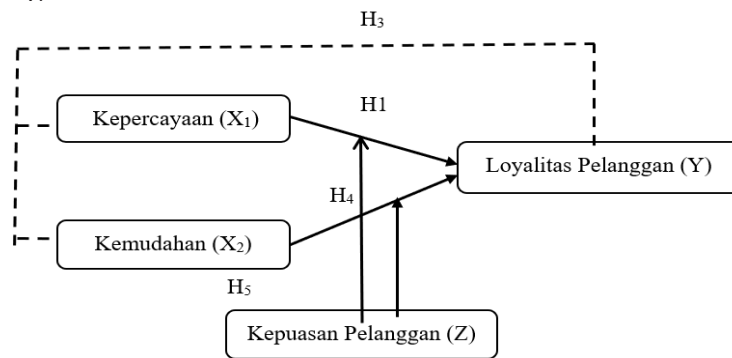 H₃
Kepercayaan (X₁)
H1
Loyalitas Pelanggan (Y)
H₄
Kemudahan (X₂)
H₅
Kepuasan Pelanggan (Z)